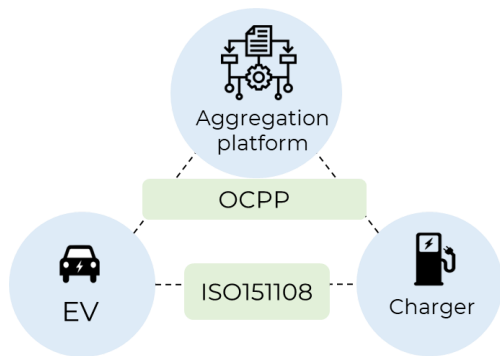 Aggregation
platform
OCPP
ISO151108
EV
Charger